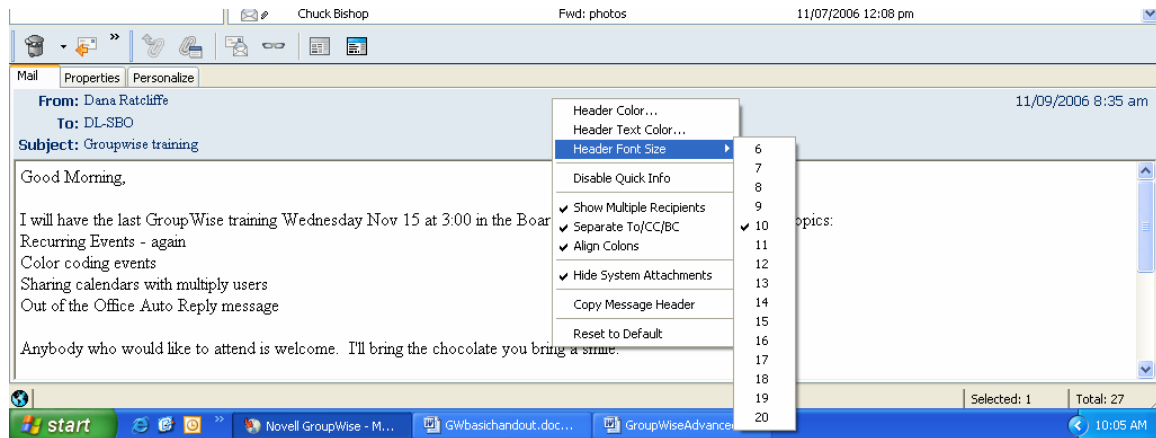 Chuck Bishop Fwd: photos 11/07/2006 12:08 pm
»
Mail Properties Personalize
From: Dana Ratcliffe 11/09/2006 8:35 am
To: DL-SBO
Subject: Groupwise training
Good Morning,
I will have the last GroupWise training Wednesday Nov 15 at 3:00 in the Boar opics:
Recurring Events - again
Color coding events
Sharing calendars with multiply users
Out of the Office Auto Reply message
Anybody who would like to attend is welcome. I'll bring the chocolate you bring a smile.
Header Color...
Header Text Color...
Header Font Size
Disable Quick Info
Show Multiple Recipients
Separate To/CC/BC
Align Colons
Hide System Attachments
Copy Message Header
Reset to Default
6
7
8
9
10
11
12
13
14
15
16
17
18
19
20
Selected: 1 Total: 27
start » Novell GroupWise - M... GWbasichandout.doc... GroupWiseAdvance 10:05 AM